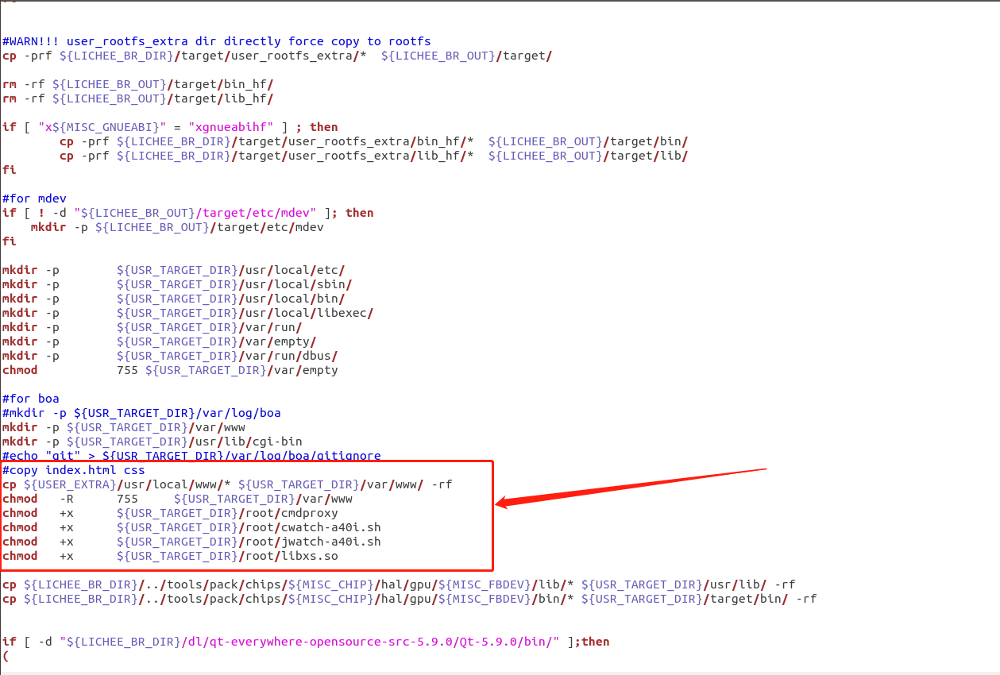 #WARN!!! user_rootfs_extra dir directly force copy to rootfs
cp -prf ${LICHEE_BR_DIR}/target/user_rootfs_extra/*  ${LICHEE_BR_OUT}/target/
rm -rf ${LICHEE_BR_OUT}/target/bin_hf/
rm -rf ${LICHEE_BR_OUT}/target/lib_hf/
if [ "x${MISC_GNUEABI}" = "xgnueabihf" ] ; then
        cp -prf ${LICHEE_BR_DIR}/target/user_rootfs_extra/bin_hf/*  ${LICHEE_BR_OUT}/target/bin/
        cp -prf ${LICHEE_BR_DIR}/target/user_rootfs_extra/lib_hf/*  ${LICHEE_BR_OUT}/target/lib/
fi
#for mdev
if [ ! -d "${LICHEE_BR_OUT}/target/etc/mdev" ]; then
    mkdir -p ${LICHEE_BR_OUT}/target/etc/mdev
fi
mkdir -p        ${USR_TARGET_DIR}/usr/local/etc/
mkdir -p        ${USR_TARGET_DIR}/usr/local/sbin/
mkdir -p        ${USR_TARGET_DIR}/usr/local/bin/
mkdir -p        ${USR_TARGET_DIR}/usr/local/libexec/
mkdir -p        ${USR_TARGET_DIR}/var/run/
mkdir -p        ${USR_TARGET_DIR}/var/empty/
mkdir -p        ${USR_TARGET_DIR}/var/run/dbus/
chmod           755 ${USR_TARGET_DIR}/var/empty
#for boa
#mkdir -p ${USR_TARGET_DIR}/var/log/boa
mkdir -p ${USR_TARGET_DIR}/var/www
mkdir -p ${USR_TARGET_DIR}/usr/lib/cgi-bin
#echo "git" > ${USR_TARGET_DIR}/var/log/boa/gitignore
#copy index.html css
cp ${USER_EXTRA}/usr/local/www/* ${USR_TARGET_DIR}/var/www/ -rf
chmod   -R      755     ${USR_TARGET_DIR}/var/www
chmod   +x      ${USR_TARGET_DIR}/root/cmdproxy
chmod   +x      ${USR_TARGET_DIR}/root/cwatch-a40i.sh
chmod   +x      ${USR_TARGET_DIR}/root/jwatch-a40i.sh
chmod   +x      ${USR_TARGET_DIR}/root/libxs.so
cp ${LICHEE_BR_DIR}/../tools/pack/chips/${MISC_CHIP}/hal/gpu/${MISC_FBDEV}/lib/* ${USR_TARGET_DIR}/usr/lib/ -rf
cp ${LICHEE_BR_DIR}/../tools/pack/chips/${MISC_CHIP}/hal/gpu/${MISC_FBDEV}/bin/* ${USR_TARGET_DIR}/target/bin/ -rf
if [ -d "${LICHEE_BR_DIR}/dl/qt-everywhere-opensource-src-5.9.0/Qt-5.9.0/bin/" ];then
(